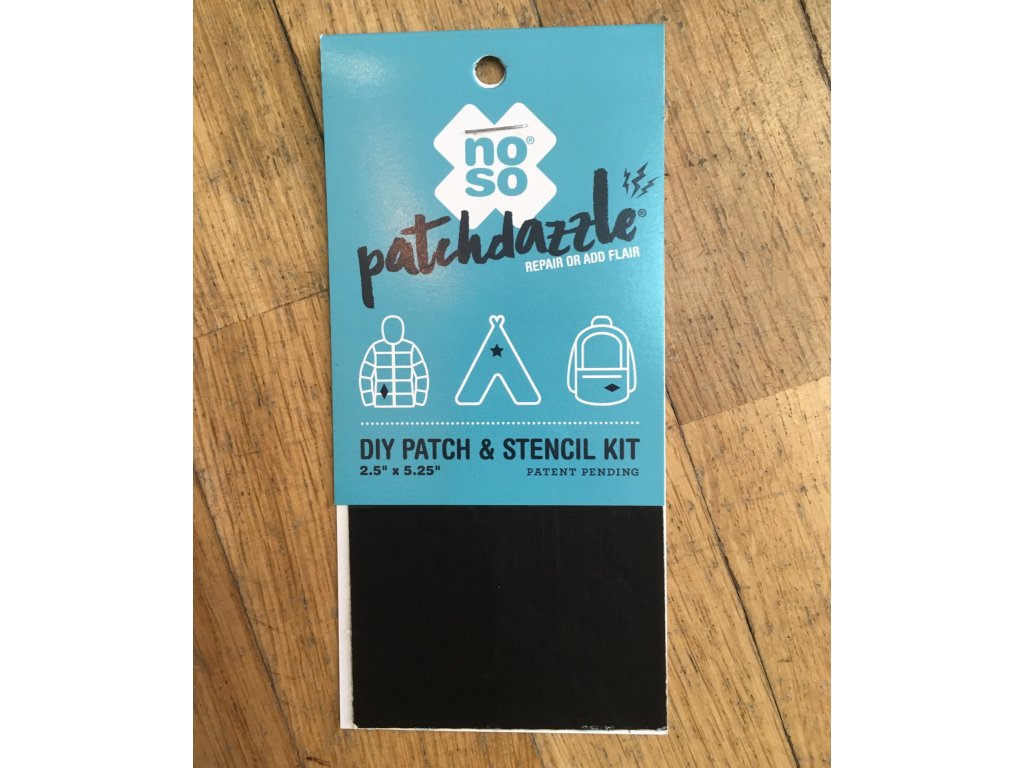 no®
so
patchdazzle®
REPAIR OR ADD FLAIR
DIY PATCH & STENCIL KIT
2.5" x 5.25" PATENT PENDING